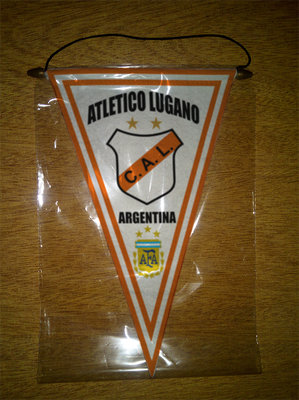 ATLETICO LUGANO
C.A.L.
ARGENTINA
AFA